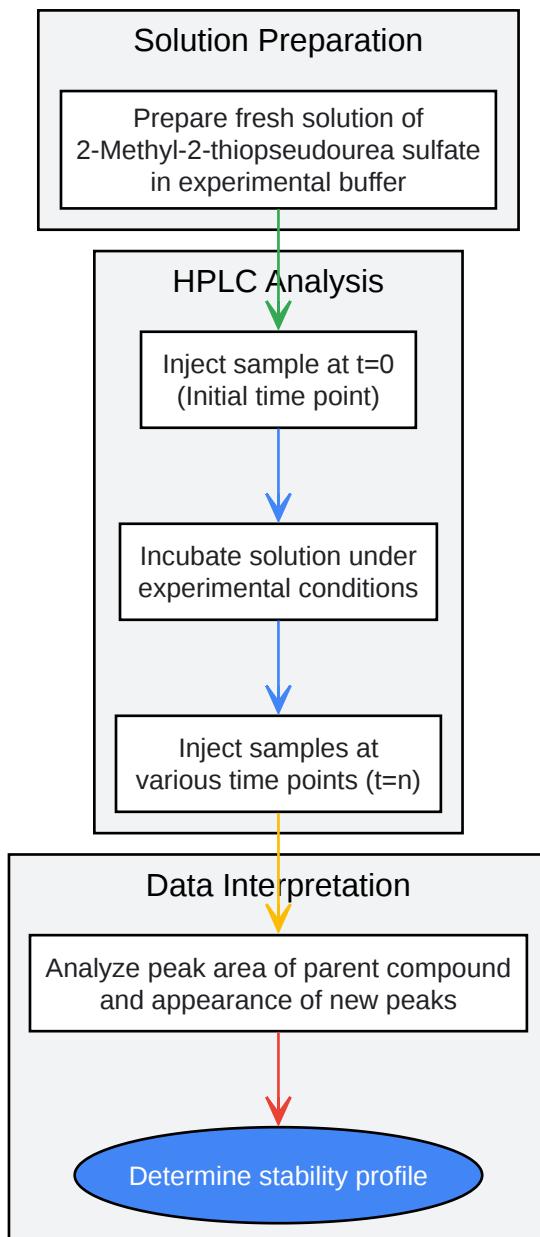 Solution Preparation
Prepare fresh solution of
2-Methyl-2-thiopseudourea sulfate
in experimental buffer
HPLC Analysis
Inject sample at t=0
(Initial time point)
Incubate solution under
experimental conditions
Inject samples at
various time points (t=n)
Data Interpretation
Analyze peak area of parent compound
and appearance of new peaks
Determine stability profile